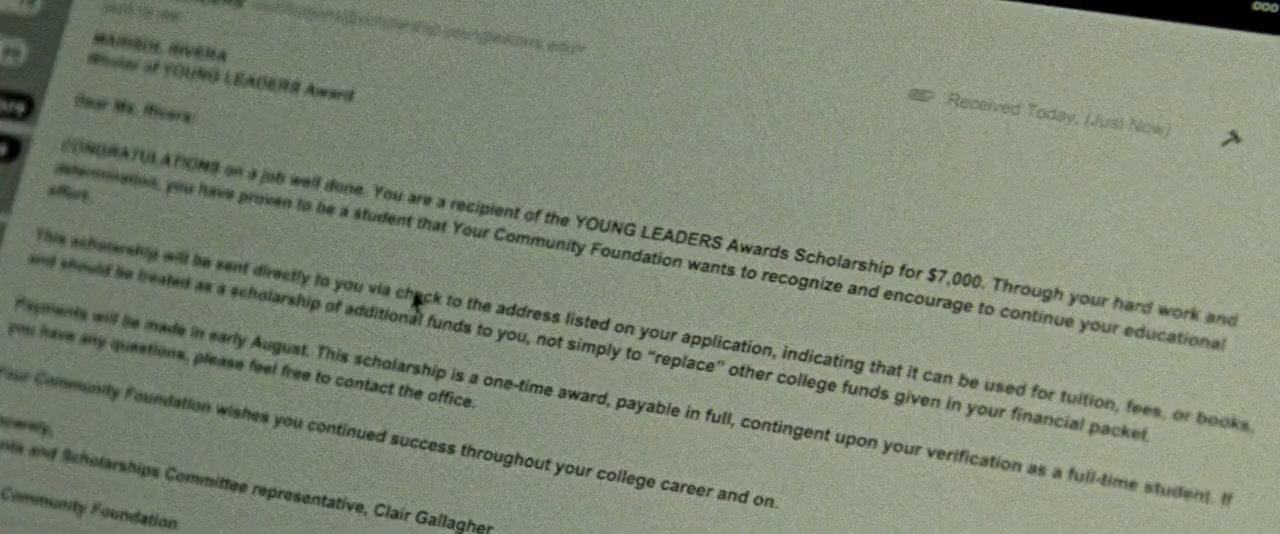 Received Today, (Just Now)
MARISOL RIVERA
Winner of YOUNG LEADERS Award
Dear Ms. Rivera:
CONGRATULATIONS on a job well done. You are a recipient of the YOUNG LEADERS Awards Scholarship for $7,000. Through your hard work and
determination, you have proven to be a student that Your Community Foundation wants to recognize and encourage to continue your educational
effort.
This scholarship will be sent directly to you via check to the address listed on your application, indicating that it can be used for tuition, fees, or books,
and should be treated as a scholarship of additional funds to you, not simply to "replace" other college funds given in your financial packet.
Payments will be made in early August. This scholarship is a one-time award, payable in full, contingent upon your verification as a full-time student. If
you have any questions, please feel free to contact the office.
Your Community Foundation wishes you continued success throughout your college career and on.
and Scholarships Committee representative, Clair Gallagher
Community Foundation